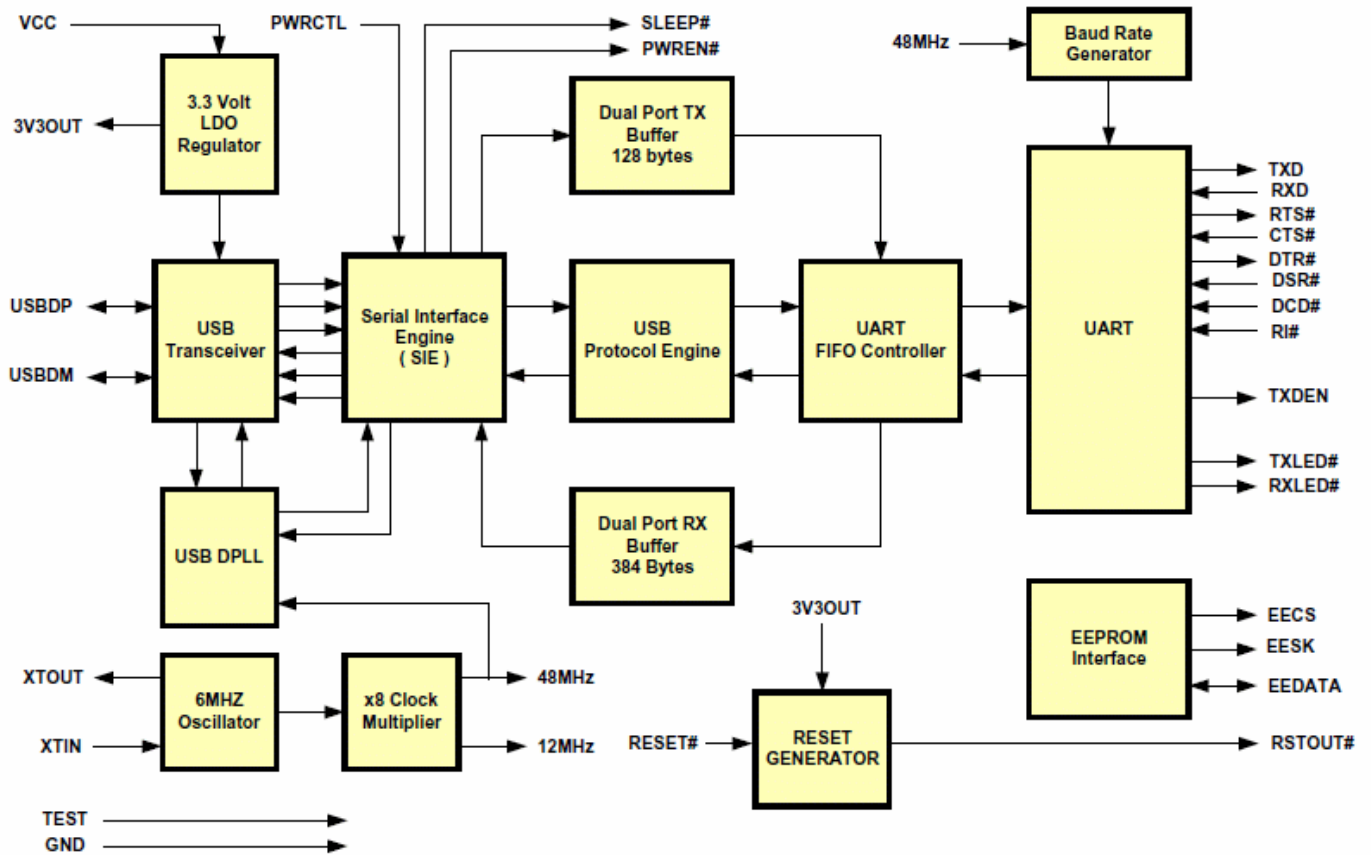 VCC
PWRCTL
SLEEP#
PWREN#
48MHz
Baud Rate
Generator
3V3OUT
3.3 Volt
LDO
Regulator
Dual Port TX
Buffer
128 bytes
TXD
RXD
RTS#
CTS#
DTR#
DSR#
DCD#
RI#
TXDEN
TXLED#
RXLED#
USBDP
USBDM
USB
Transceiver
Serial Interface
Engine
( SIE )
USB
Protocol Engine
UART
FIFO Controller
UART
USB DPLL
Dual Port RX
Buffer
384 Bytes
3V3OUT
EEPROM
Interface
EECS
EESK
EEDATA
XTOUT
XTIN
6MHZ
Oscillator
x8 Clock
Multiplier
48MHz
12MHz
RESET#
RESET
GENERATOR
RSTOUT#
TEST
GND